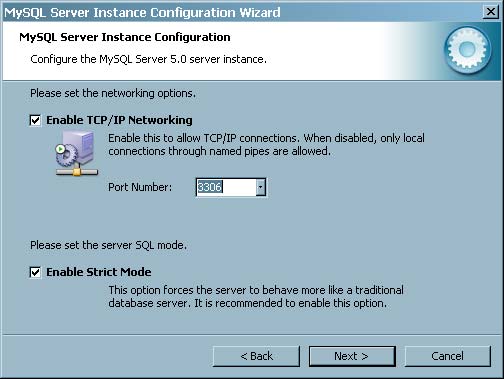 MySQL Server Instance Configuration Wizard
MySQL Server Instance Configuration
Configure the MySQL Server 5.0 server instance.
Please set the networking options.
Enable TCP/IP Networking
Enable this to allow TCP/IP connections. When disabled, only local
connections through named pipes are allowed.
Port Number: 3306
Please set the server SQL mode.
Enable Strict Mode
This option forces the server to behave more like a traditional
database server. It is recommended to enable this option.
< Back Next > Cancel